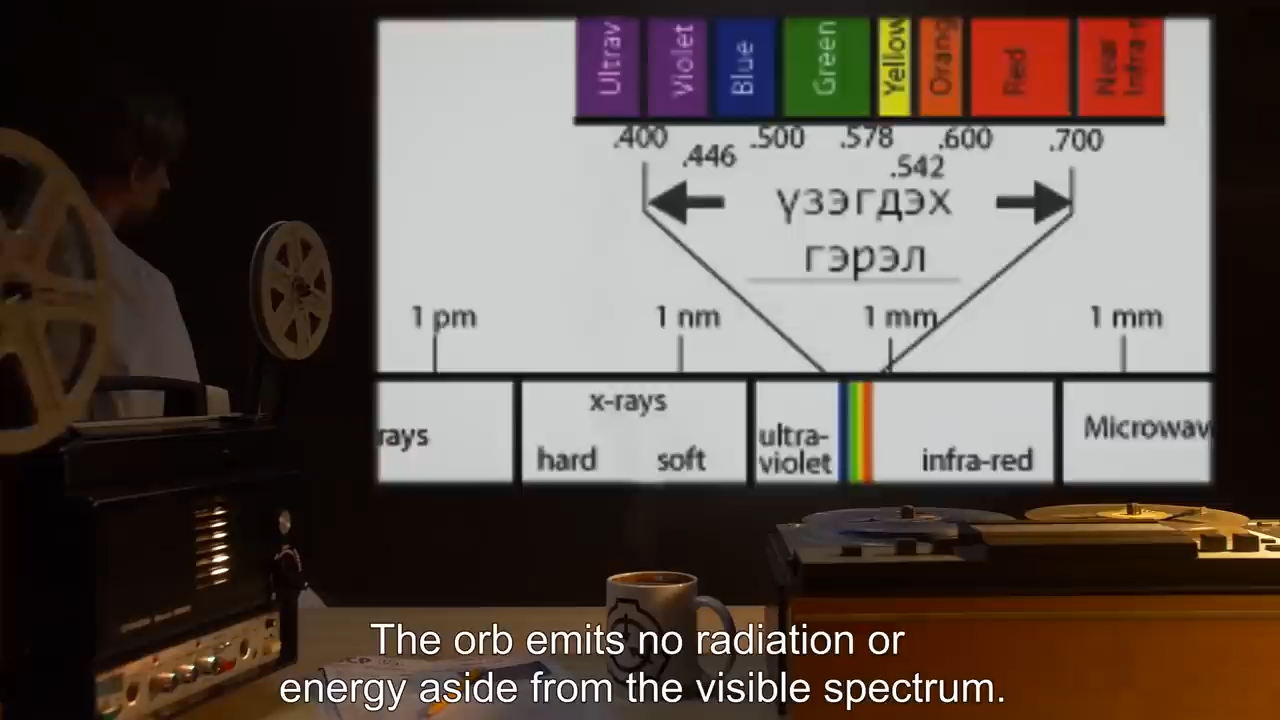 Ultrav
Violet
Blue
Green
Yellow
Orang
Red
Near
Infra-r
.400
.446
.500
.578
.542
.600
.700
үзэгдэх
гэрэл
1 pm
1 nm
1 mm
1 mm
rays
x-rays
hard soft
ultra-
violet
infra-red
Microwav
The orb emits no radiation or
energy aside from the visible spectrum.